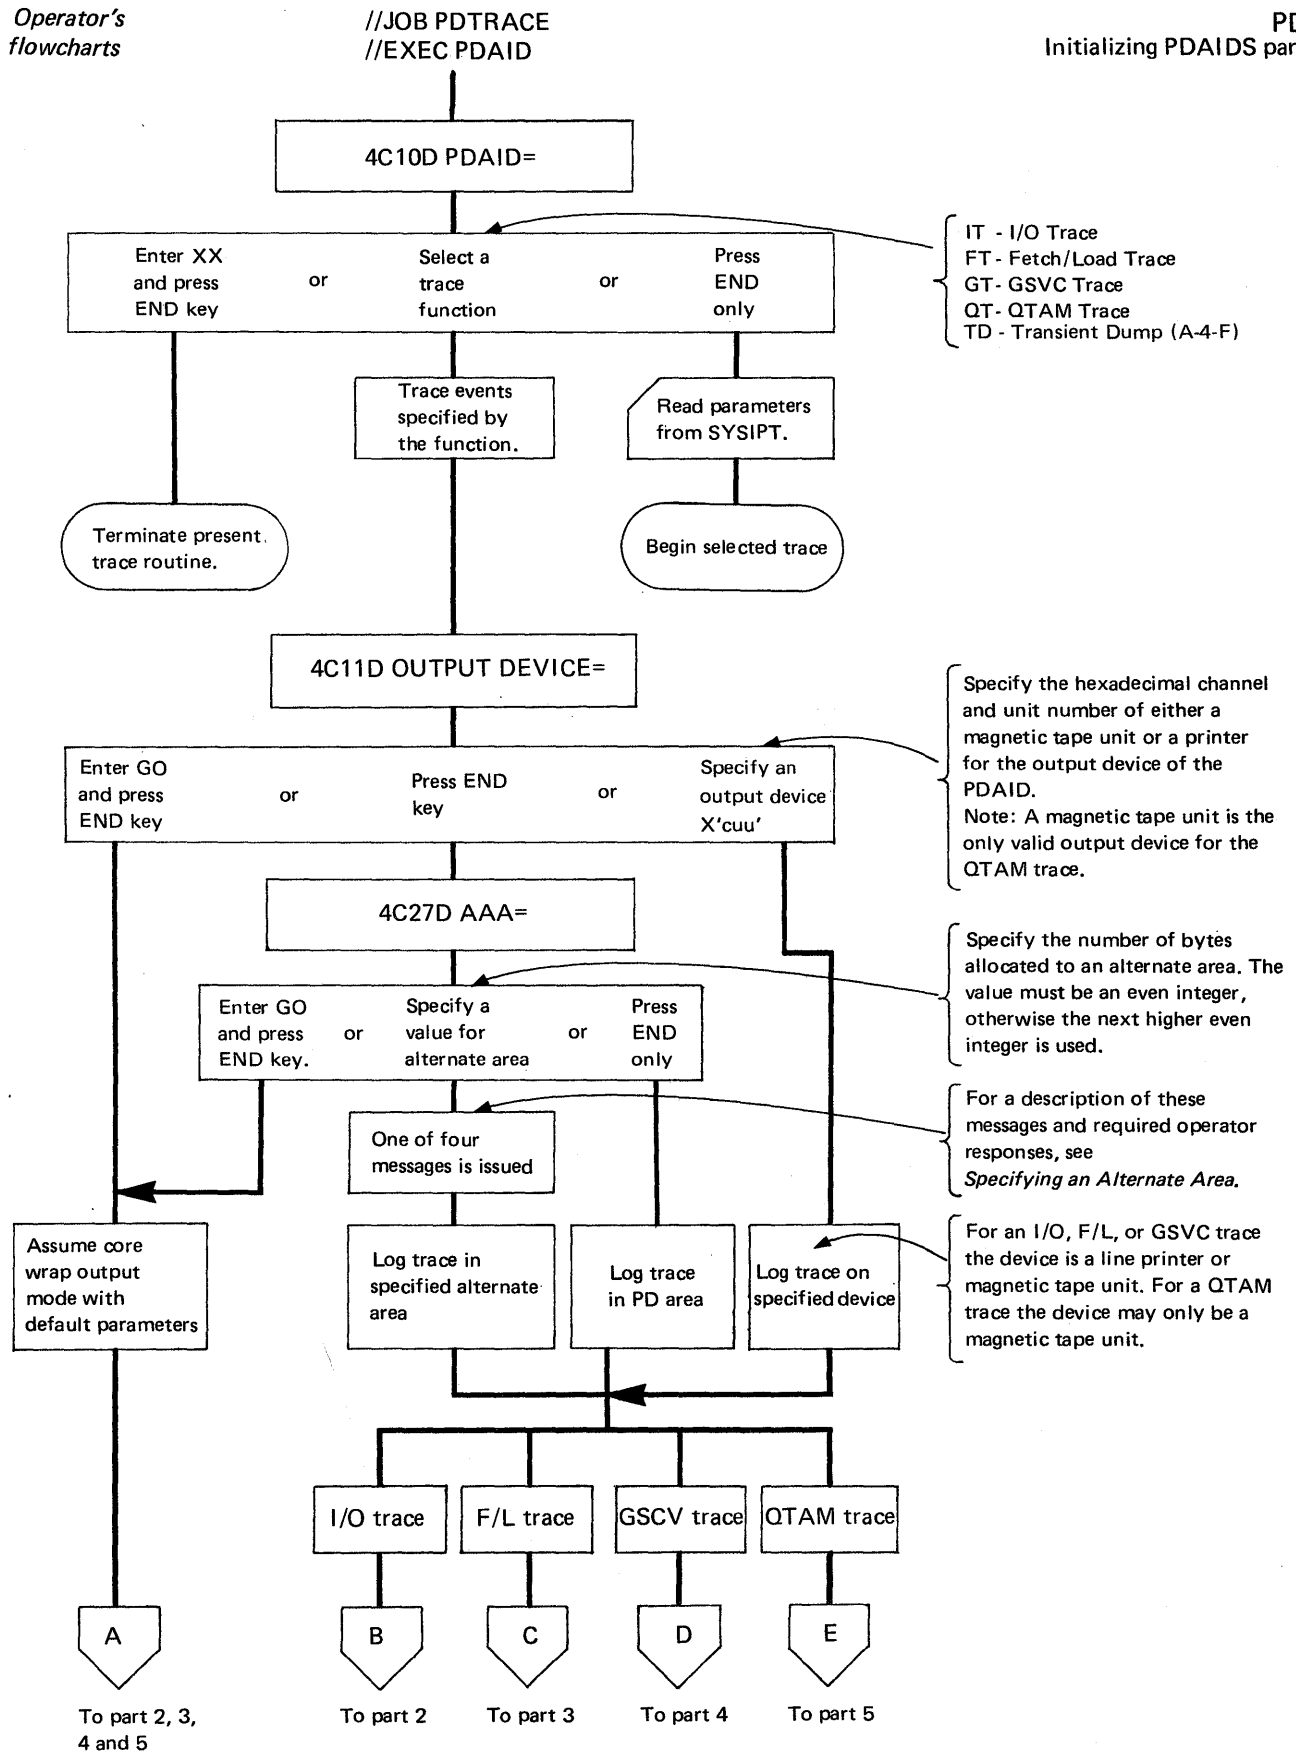 Operator's
flowcharts
//JOB PDTRACE
//EXEC PDAID
PD
Initializing PDAIDS par
4C10D PDAID=
Enter XX
and press
END key
or
Select a
trace
function
or
Press
END
only
IT - I/O Trace
FT - Fetch/Load Trace
GT- GSVC Trace
QT- QTAM Trace
TD - Transient Dump (A-4-F)
Trace events
specified by
the function.
Read parameters
from SYSIPT.
Terminate present.
trace routine.
Begin selected trace
4C11D OUTPUT DEVICE=
Enter GO
and press
END key
or
Press END
key
or
Specify an
output device
X'cuu'
Specify the hexadecimal channel
and unit number of either a
magnetic tape unit or a printer
for the output device of the
PDAID.
Note: A magnetic tape unit is the
only valid output device for the
QTAM trace.
4C27D AAA=
Enter GO
and press
END key.
or
Specify a
value for
alternate area
or
Press
END
only
Specify the number of bytes
allocated to an alternate area. The
value must be an even integer,
otherwise the next higher even
integer is used.
One of four
messages is issued
For a description of these
messages and required operator
responses, see
Specifying an Alternate Area.
Assume core
wrap output
mode with
default parameters
Log trace in
specified alternate
area
Log trace
in PD area
Log trace on
specified device
For an I/O, F/L, or GSVC trace
the device is a line printer or
magnetic tape unit. For a QTAM
trace the device may only be a
magnetic tape unit.
I/O trace
F/L trace
GSCV trace
QTAM trace
A
B
C
D
E
To part 2, 3,
4 and 5
To part 2
To part 3
To part 4
To part 5